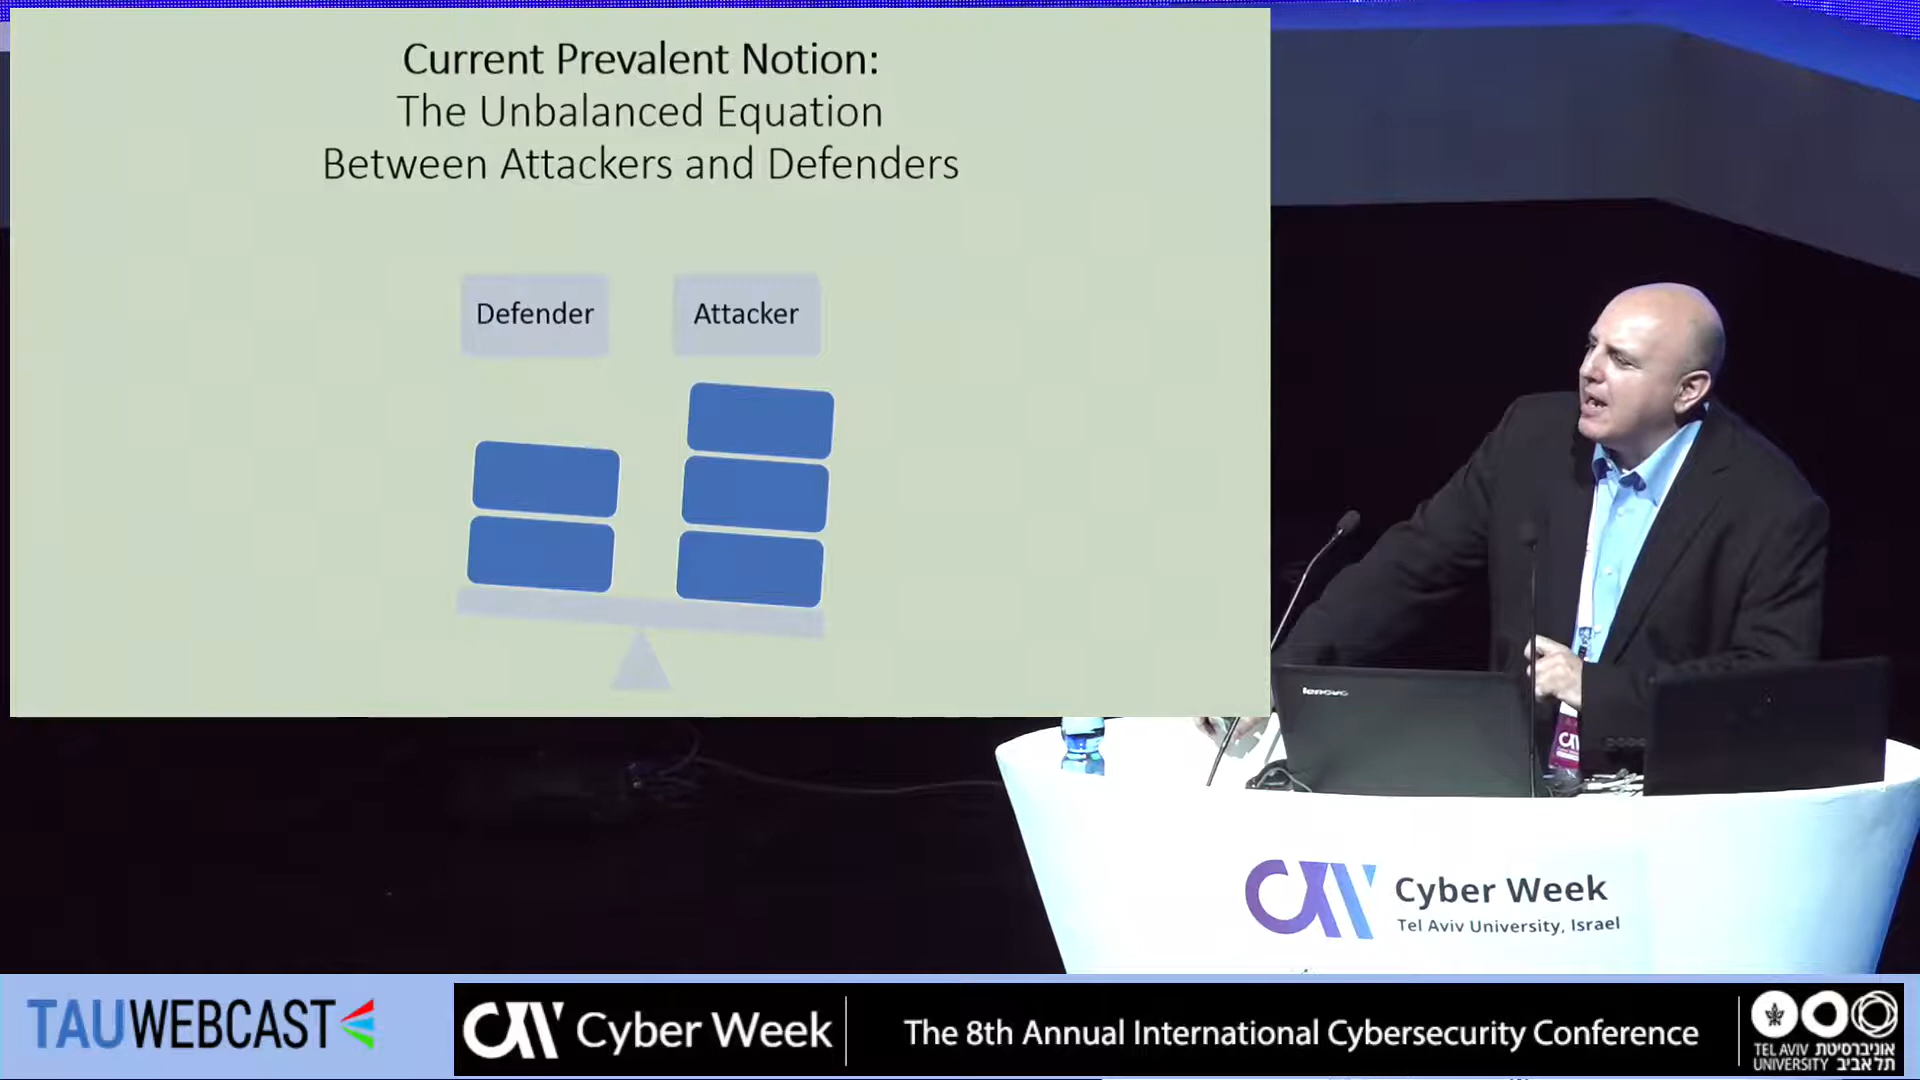 Current Prevalent Notion:
The Unbalanced Equation
Between Attackers and Defenders
Defender
Attacker
lenovo
Cyber Week
Tel Aviv University, Israel
TAUWEBCAST
Cyber Week
The 8th Annual International Cybersecurity Conference
TEL AVIV אוניברסיטת
UNIVERSITY תל אביב